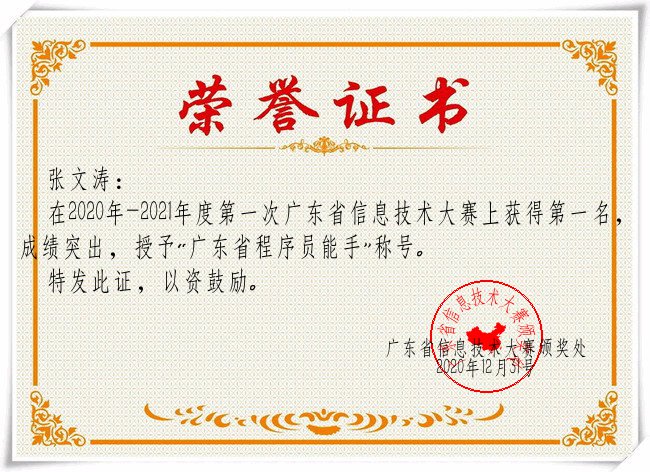 荣誉证书
张文涛：
在2020年-2021年度第一次广东省信息技术大赛上获得第一名，
成绩突出，授予“广东省程序员能手”称号。
特发此证，以资鼓励。
省信息技术大赛颁奖
广东省信息技术大赛颁奖处
2020年12月31号